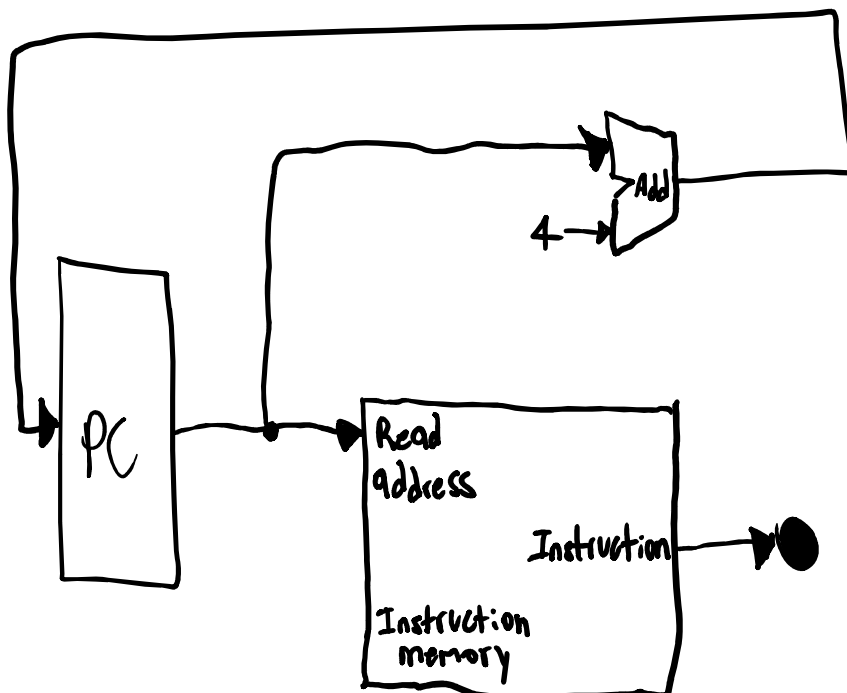 Add
4
PC
Read
address
Instruction
Instruction
memory